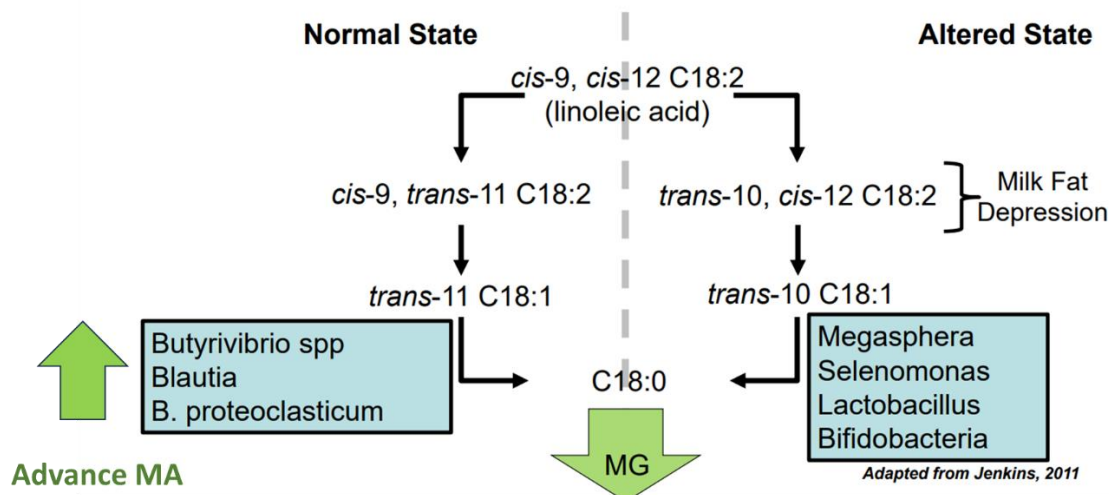 Normal State
Altered State
cis-9, cis-12 C18:2
(linoleic acid)
cis-9, trans-11 C18:2
trans-10, cis-12 C18:2
Milk Fat
Depression
trans-11 C18:1
trans-10 C18:1
Butyrivibrio spp
Blautia
B. proteoclasticum
Megasphera
Selenomonas
Lactobacillus
Bifidobacteria
C18:0
MG
Advance MA
Adapted from Jenkins, 2011